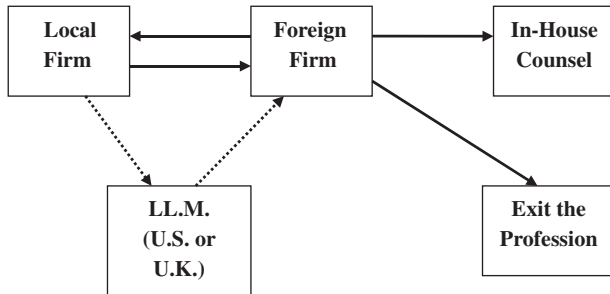 Local
Firm
Foreign
Firm
In-House
Counsel
LL.M.
(U.S. or
U.K.)
Exit the
Profession